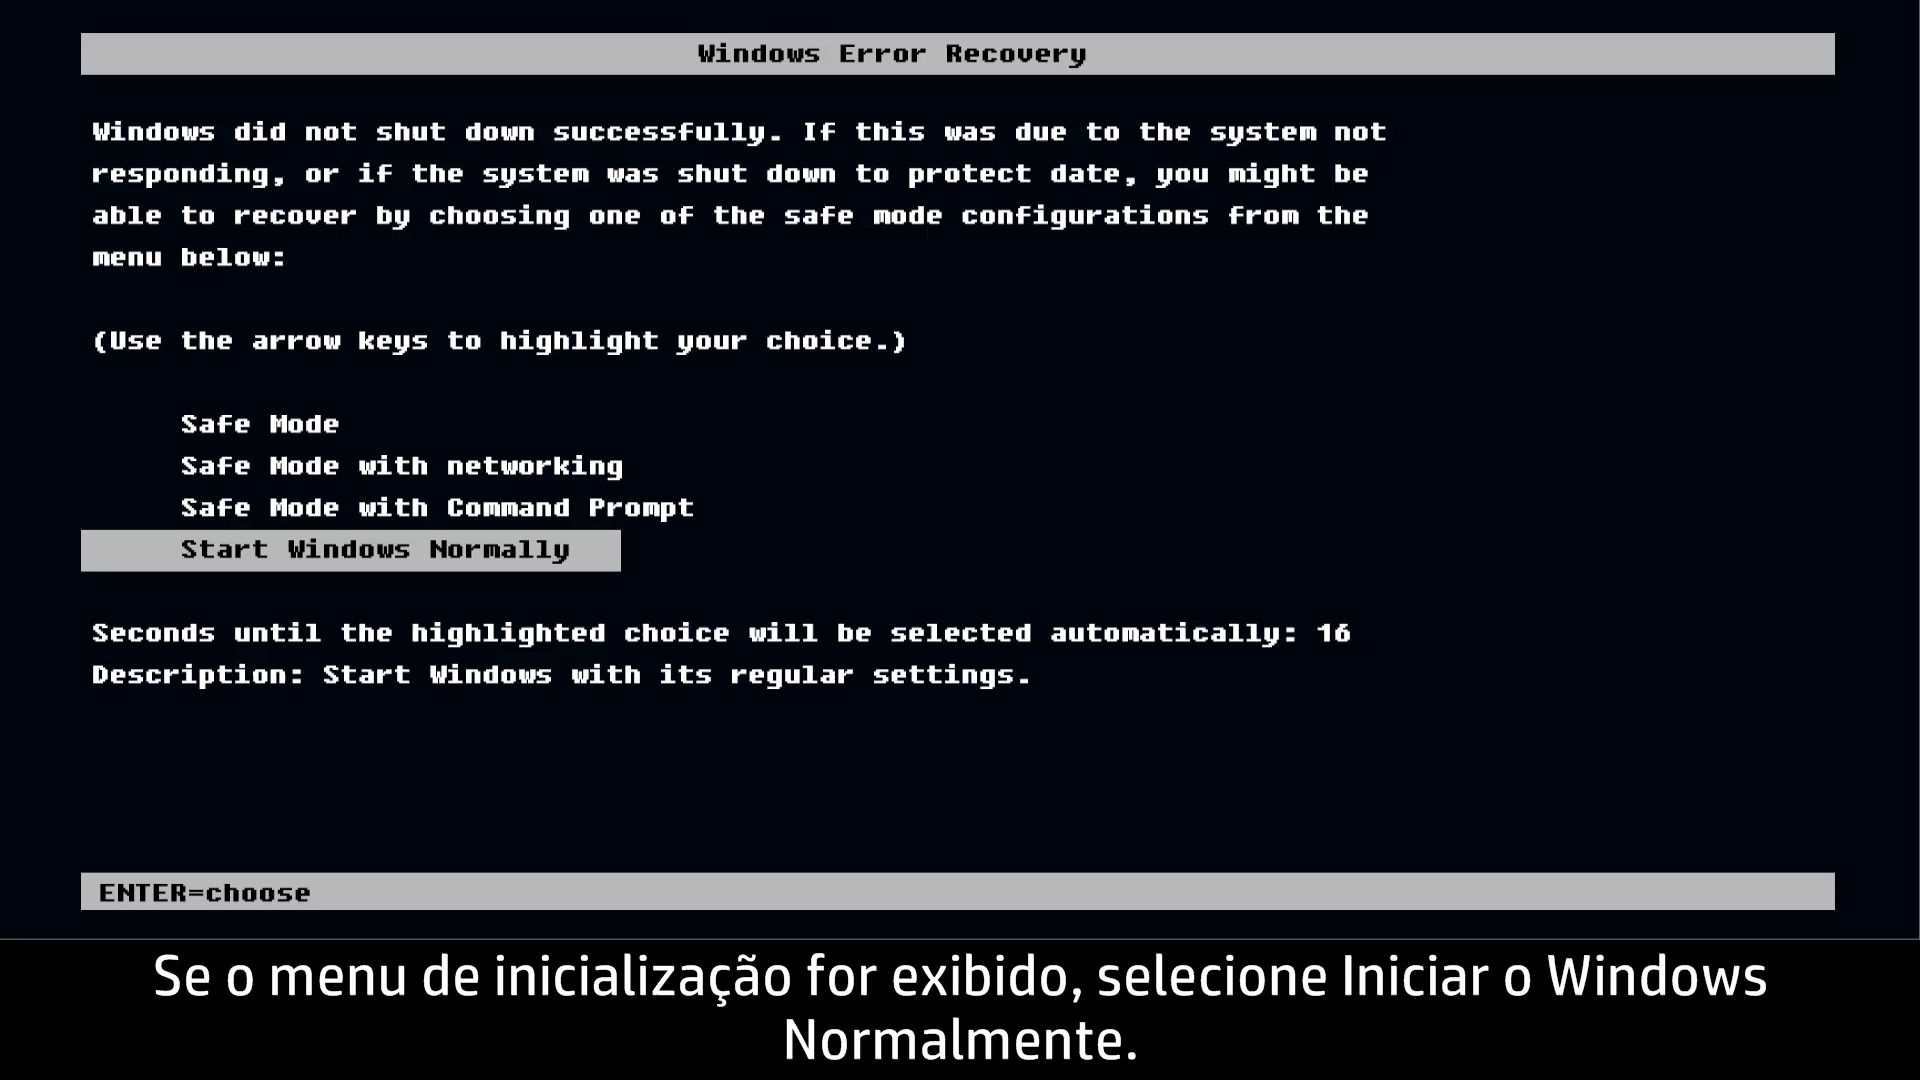 Windows Error Recovery
Windows did not shut down successfully. If this was due to the system not
responding, or if the system was shut down to protect date, you might be
able to recover by choosing one of the safe mode configurations from the
menu below:
(Use the arrow keys to highlight your choice.)
Safe Mode
Safe Mode with networking
Safe Mode with Command Prompt
Start Windows Normally
Seconds until the highlighted choice will be selected automatically: 16
Description: Start Windows with its regular settings.
ENTER=choose
Se o menu de inicialização for exibido, selecione Iniciar o Windows
Normalmente.